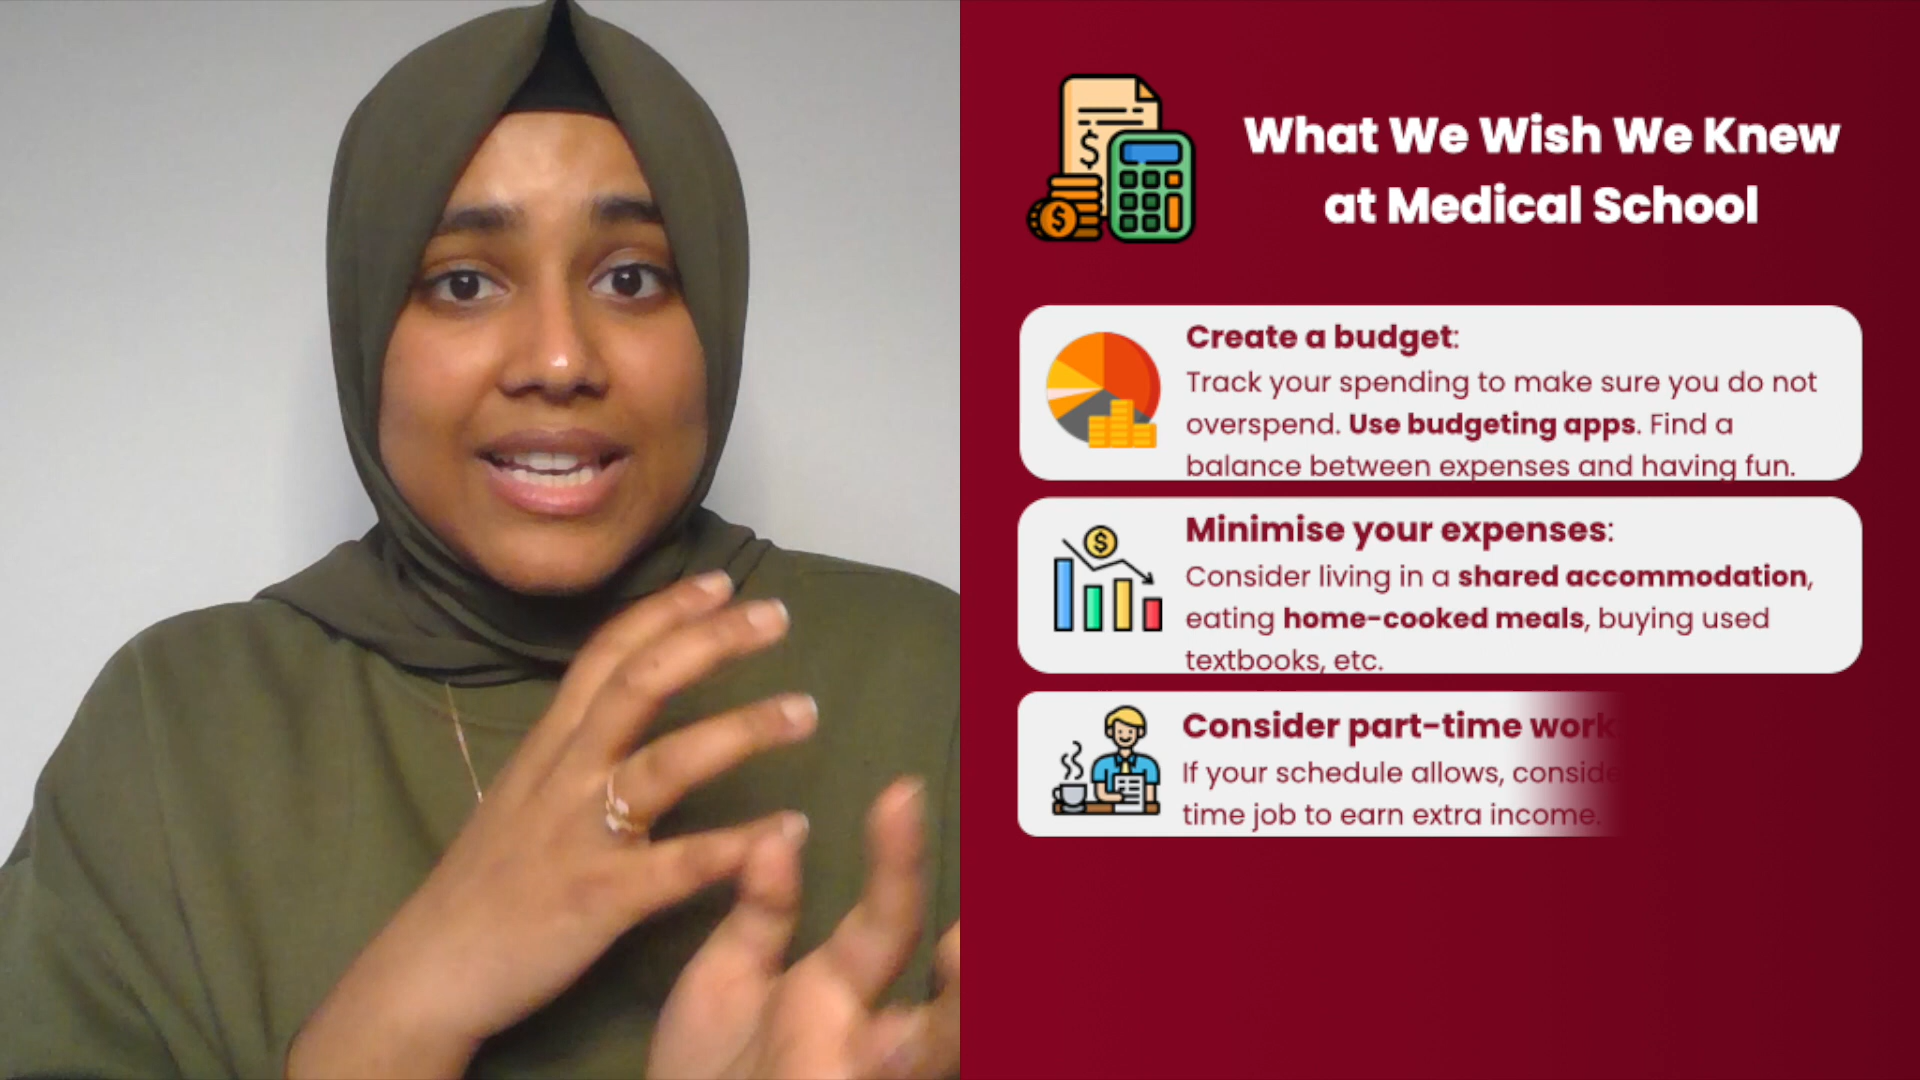 What We Wish We Knew
at Medical School
Create a budget:
Track your spending to make sure you do not
overspend. Use budgeting apps. Find a
balance between expenses and having fun.
Minimise your expenses:
Consider living in a shared accommodation,
eating home-cooked meals, buying used
textbooks, etc.
Consider part-time work:
If your schedule allows,
time job to earn extra income.